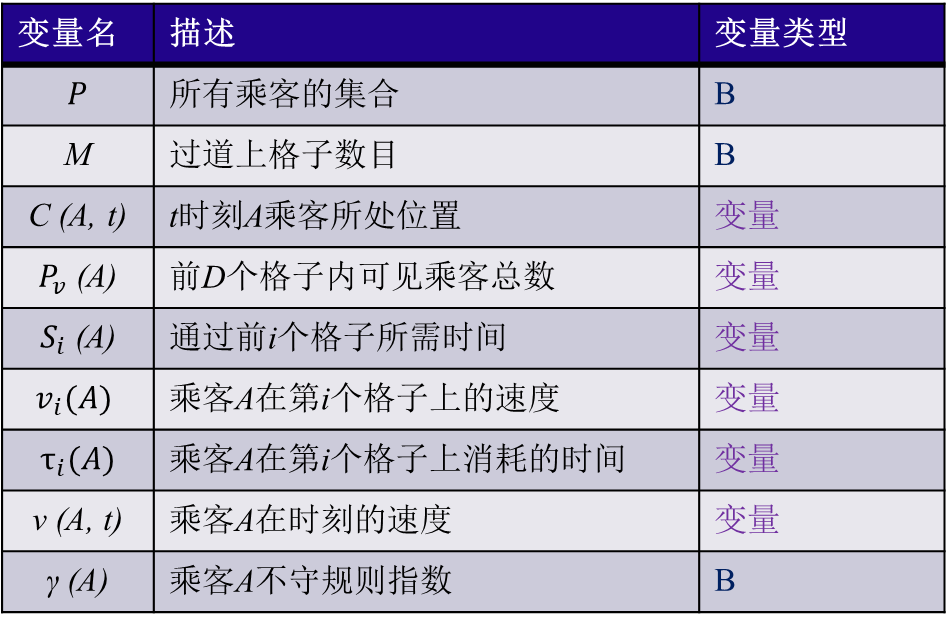 变量名 描述 变量类型
P 所有乘客的集合 B
M 过道上格子数目 B
C (A, t) t时刻A乘客所处位置 变量
Pᵥ (A) 前D个格子内可见乘客总数 变量
Sᵢ (A) 通过前i个格子所需时间 变量
vᵢ(A) 乘客A在第i个格子上的速度 变量
τᵢ(A) 乘客A在第i个格子上消耗的时间 变量
v (A, t) 乘客A在时刻的速度 变量
γ (A) 乘客A不守规则指数 B